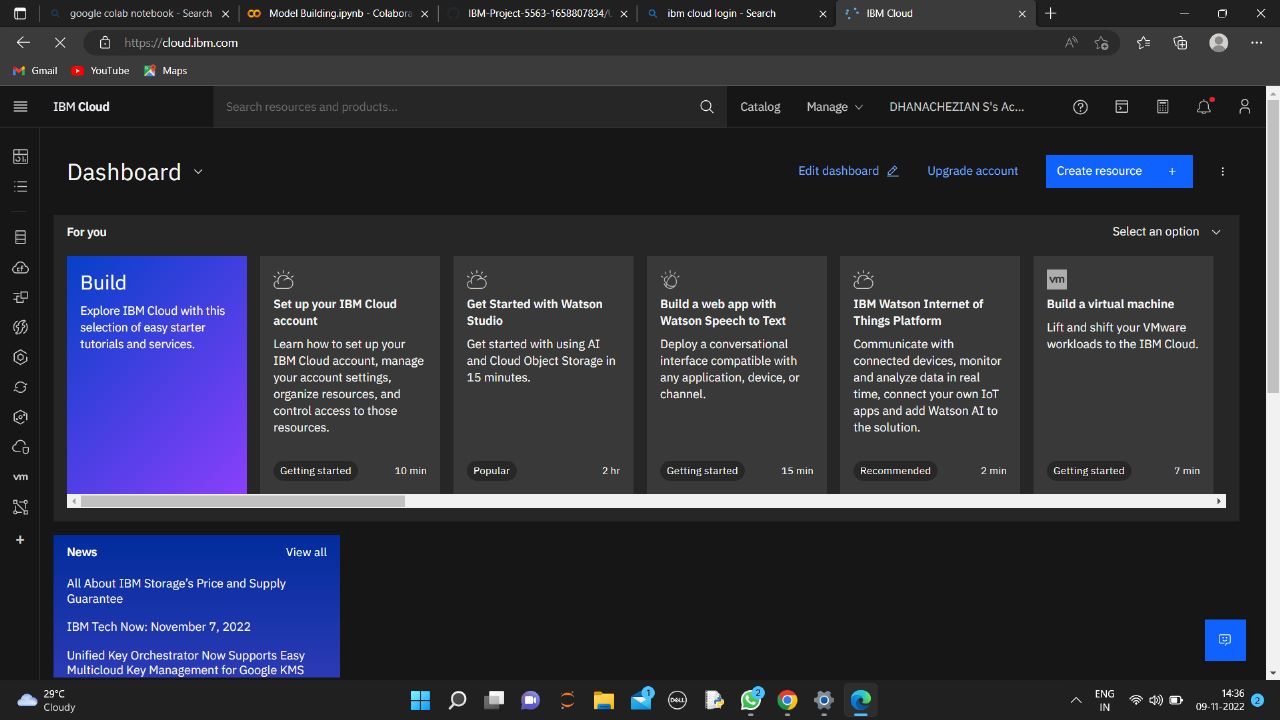 google colab notebook - Search
Model Building.ipynb - Colabora
IBM-Project-5563-1658807834/
ibm cloud login - Search
IBM Cloud
https://cloud.ibm.com
Gmail
YouTube
Maps
IBM Cloud
Search resources and products...
Catalog
Manage
DHANACHEZIAN S's Ac...
Dashboard
Edit dashboard
Upgrade account
Create resource
For you
Select an option
Build
Explore IBM Cloud with this
selection of easy starter
tutorials and services.
Set up your IBM Cloud
account
Learn how to set up your
IBM Cloud account, manage
your account settings,
organize resources, and
control access to those
resources.
Getting started
10 min
Get Started with Watson
Studio
Get started with using AI
and Cloud Object Storage in
15 minutes.
Popular
2 hr
Build a web app with
Watson Speech to Text
Deploy a conversational
interface compatible with
any application, device, or
channel.
Getting started
15 min
IBM Watson Internet of
Things Platform
Communicate with
connected devices, monitor
and analyze data in real
time, connect your own IoT
apps and add Watson AI to
the solution.
Recommended
2 min
vm
Build a virtual machine
Lift and shift your VMware
workloads to the IBM Cloud.
Getting started
7 min
vm
News
View all
All About IBM Storage's Price and Supply
Guarantee
IBM Tech Now: November 7, 2022
Unified Key Orchestrator Now Supports Easy
Multicloud Key Management for Google KMS
29°C
Cloudy
1
DELL
2
ENG
IN
14:36
09-11-2022
2